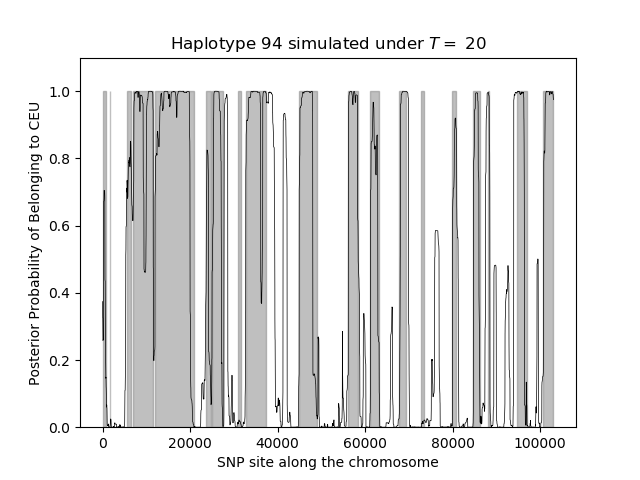 Haplotype 94 simulated under T = 20
Posterior Probability of Belonging to CEU
1.0
0.8
0.6
0.4
0.2
0.0
0 20000 40000 60000 80000 100000
SNP site along the chromosome